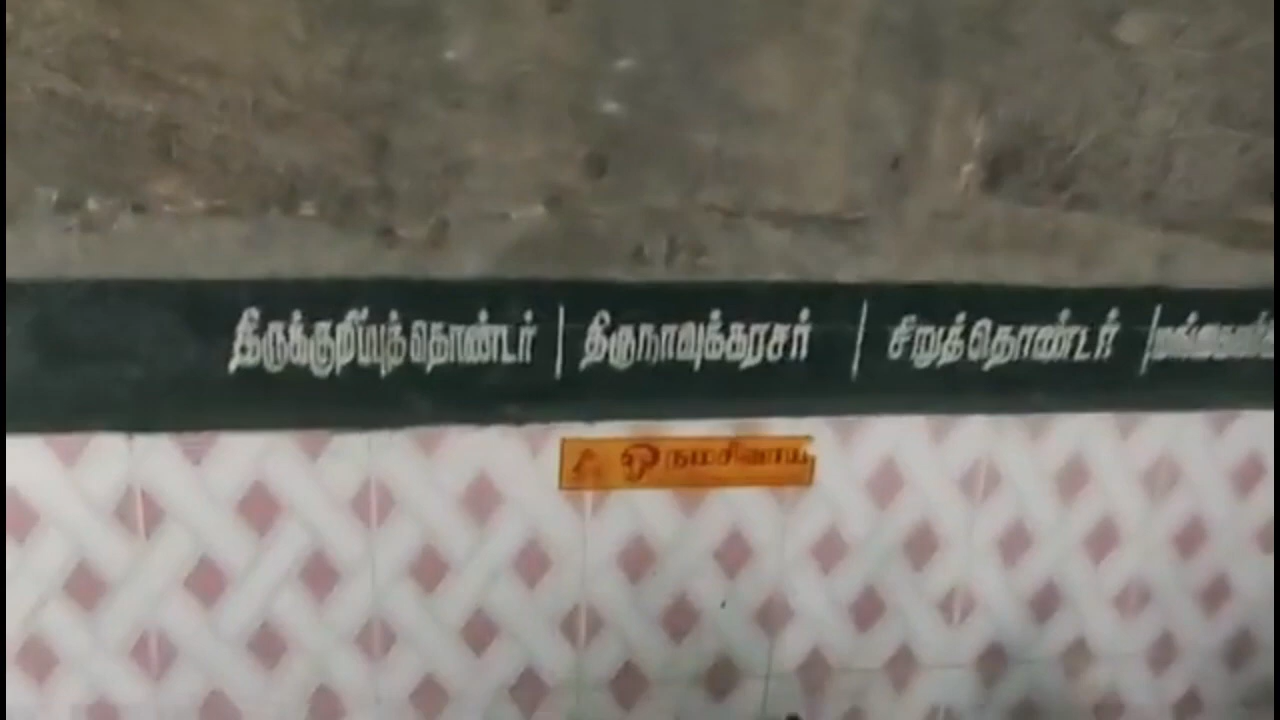 திருக்குறிப்புத்தொண்டர் | திருநாவுக்கரசர் | சிறுத்தொண்டர் |
ஓ நமசிவாய